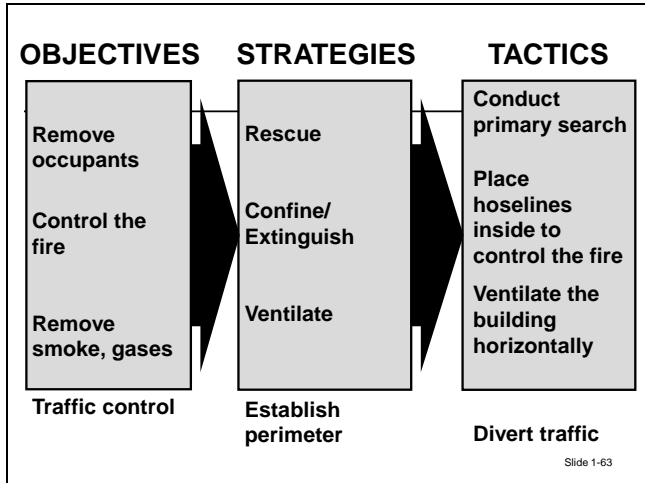 OBJECTIVES
STRATEGIES
TACTICS
Remove
occupants
Control the
fire
Remove
smoke, gases
Rescue
Confine/
Extinguish
Ventilate
Conduct
primary search
Place
hoselines
inside to
control the fire
Ventilate the
building
horizontally
Traffic control
Establish
perimeter
Divert traffic
Slide 1-63